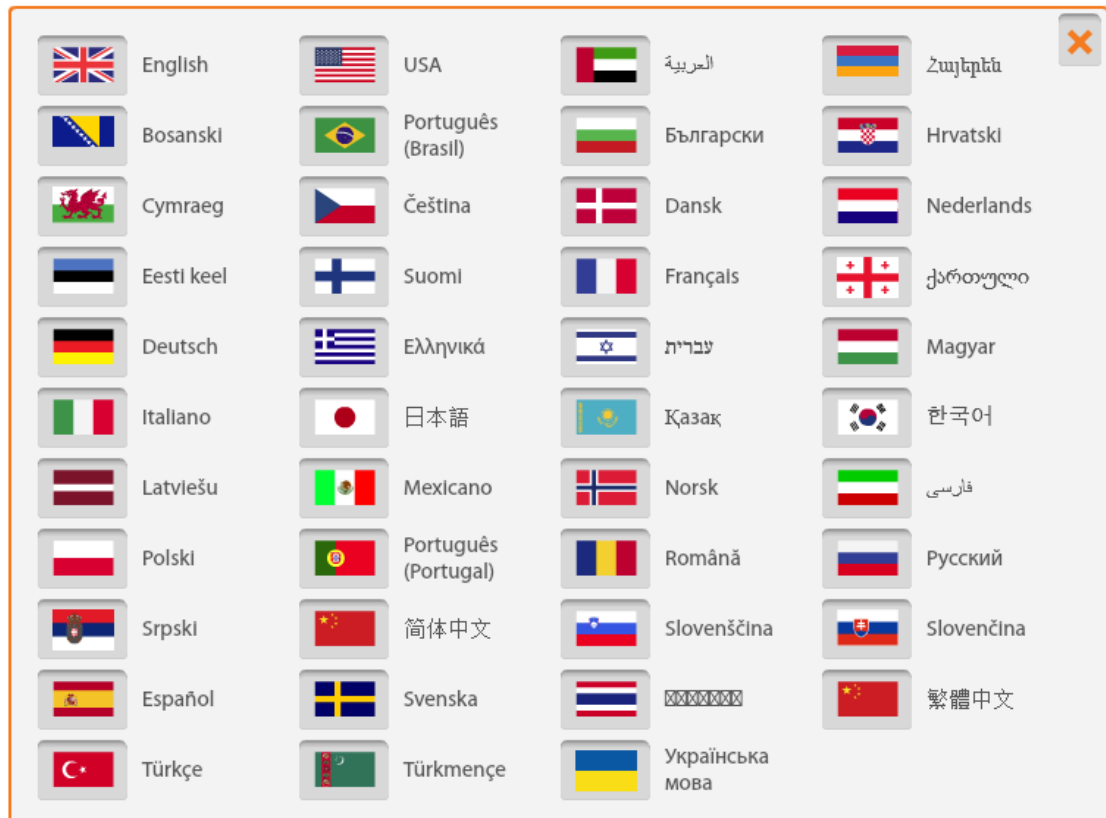 English
USA
العربية
Հայերեն
Bosanski
Português
(Brasil)
Български
Hrvatski
Cymraeg
Čeština
Dansk
Nederlands
Eesti keel
Suomi
Français
ქართული
Deutsch
Ελληνικά
עברית
Magyar
Italiano
日本語
Қазақ
한국어
Latviešu
Mexicano
Norsk
فارسی
Polski
Português
(Portugal)
Română
Русский
Srpski
简体中文
Slovenščina
Slovenčina
Español
Svenska
繁體中文
Türkçe
Türkmençe
Українська
мова